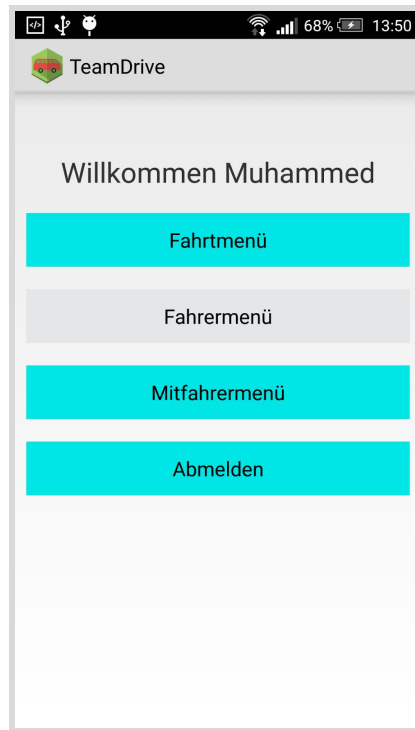 68% 13:50
TeamDrive
Willkommen Muhammed
Fahrtmenü
Fahrermenü
Mitfahrermenü
Abmelden